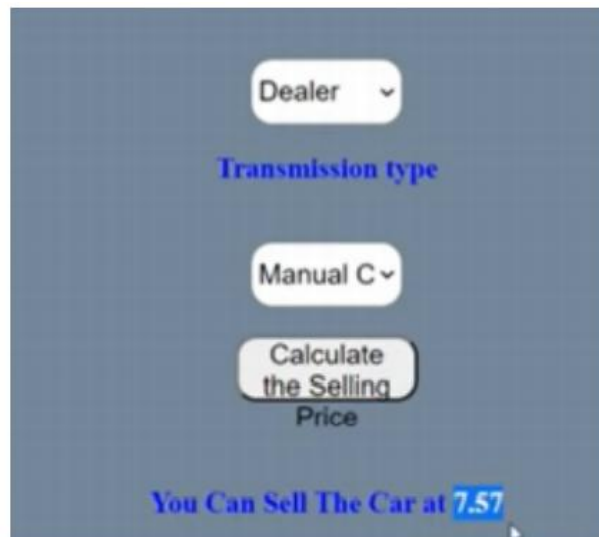 Dealer
Transmission type
Manual C
Calculate
the Selling
Price
You Can Sell The Car at 7.57